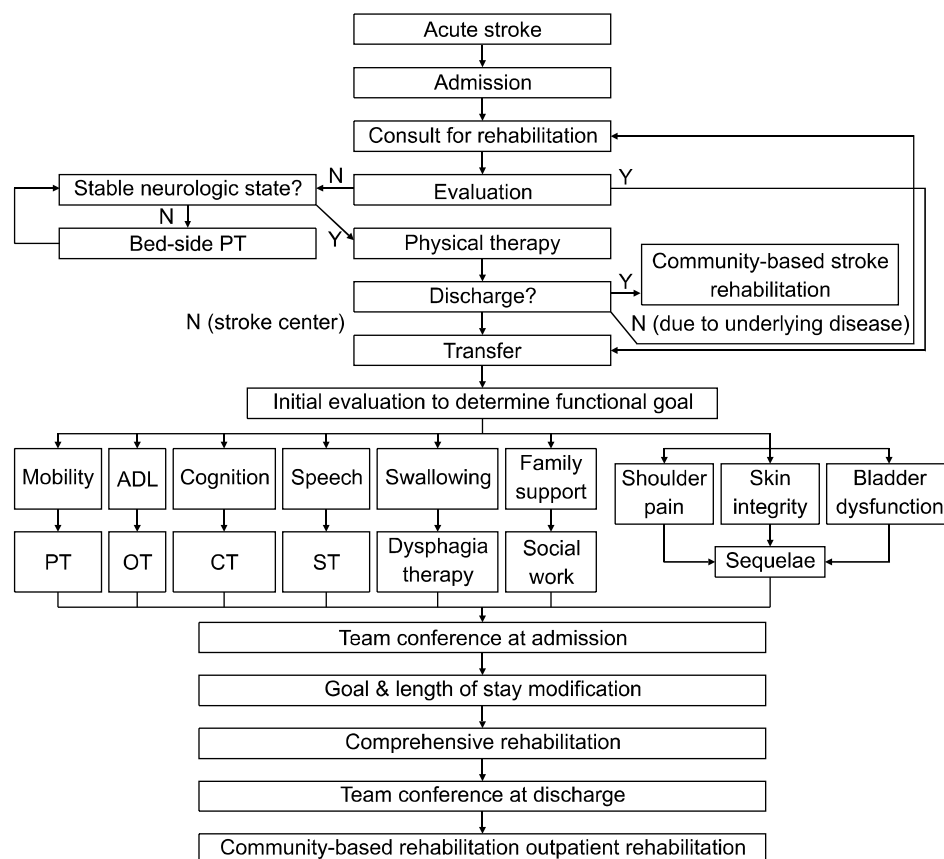 Acute stroke
Admission
Consult for rehabilitation
N
Y
Stable neurologic state?
Evaluation
N
Y
Bed-side PT
Physical therapy
Community-based stroke
rehabilitation
Y
Discharge?
N (stroke center)
N (due to underlying disease)
Transfer
Initial evaluation to determine functional goal
Mobility
ADL
Cognition
Speech
Swallowing
Family
support
Shoulder
pain
Skin
integrity
Bladder
dysfunction
PT
OT
CT
ST
Dysphagia
therapy
Social
work
Sequelae
Team conference at admission
Goal & length of stay modification
Comprehensive rehabilitation
Team conference at discharge
Community-based rehabilitation outpatient rehabilitation